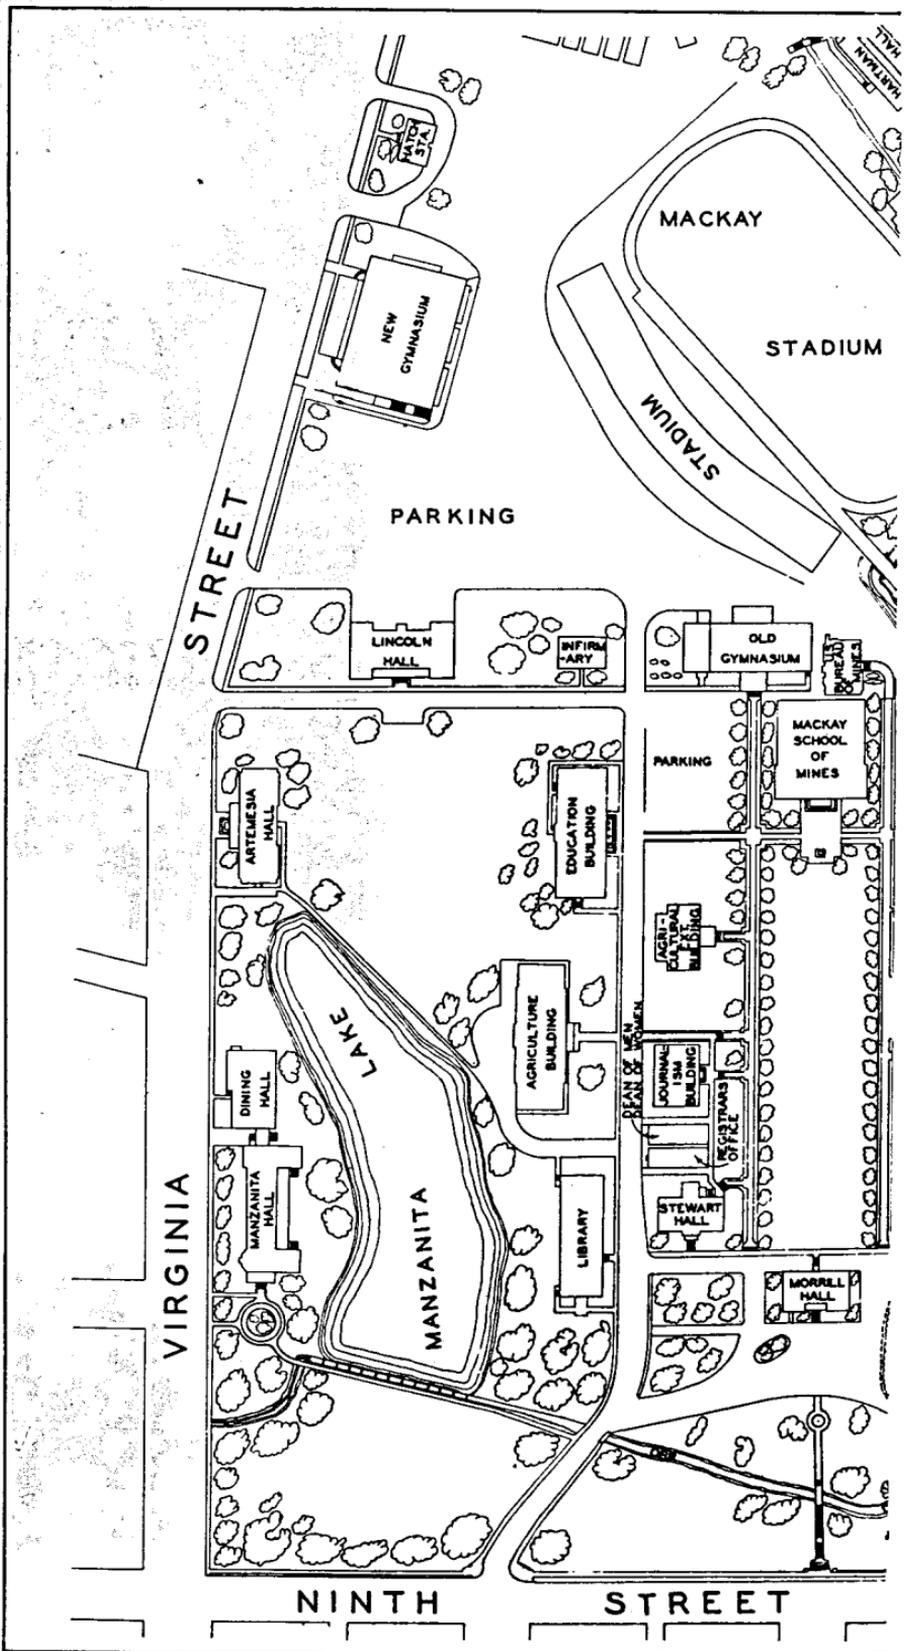 HARTMAN
HALL
HATCH
STA.
MACKAY
STADIUM
NEW
GYMNASIUM
STADIUM
PARKING
STREET
LINCOLN
HALL
INFIRM
-ARY
OLD
GYMNASIUM
BUREAU
OF MINES
MACKAY
SCHOOL
OF
MINES
PARKING
ARTEMESIA
HALL
EDUCATION
BUILDING
AGRI-
CULTURAL
EXT.
BUILDING
LAKE
MANZANITA
AGRICULTURE
BUILDING
DEAN OF MEN
DEAN OF WOMEN
JOURNAL-
ISM
BUILDING
REGISTRARS
OFFICE
DINING
HALL
MANZANITA
HALL
LIBRARY
STEWART
HALL
MORRILL
HALL
VIRGINIA
NINTH STREET